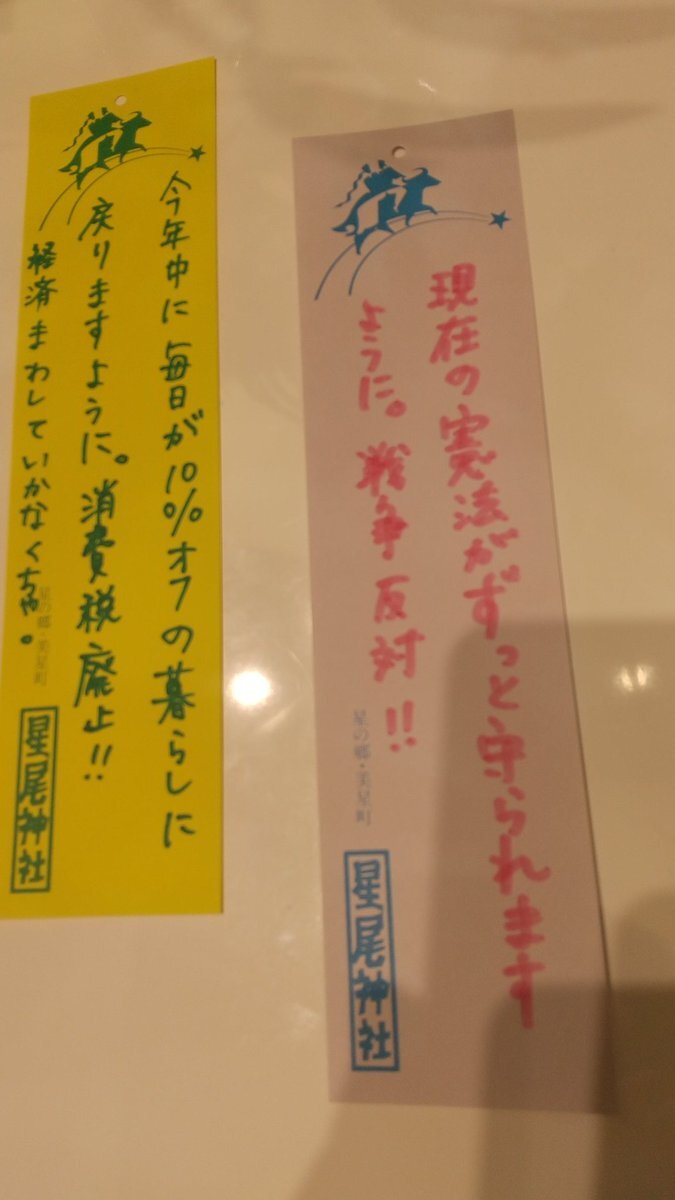 今年中に毎日が10%オフの暮らしに
戻りますように。消費税廃止!!
経済まわしていかなくちゃ。
星の郷・美星町
星尾神社
現在の憲法がずっと守られます
ように。戦争反対!!
星の郷・美星町
星尾神社